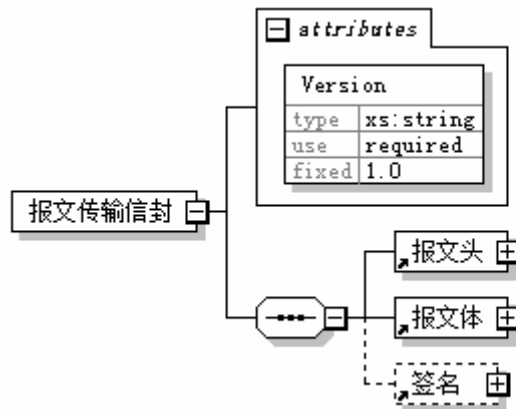 attributes
Version
type xs:string
use required
fixed 1.0
报文传输信封
报文头
报文体
签名